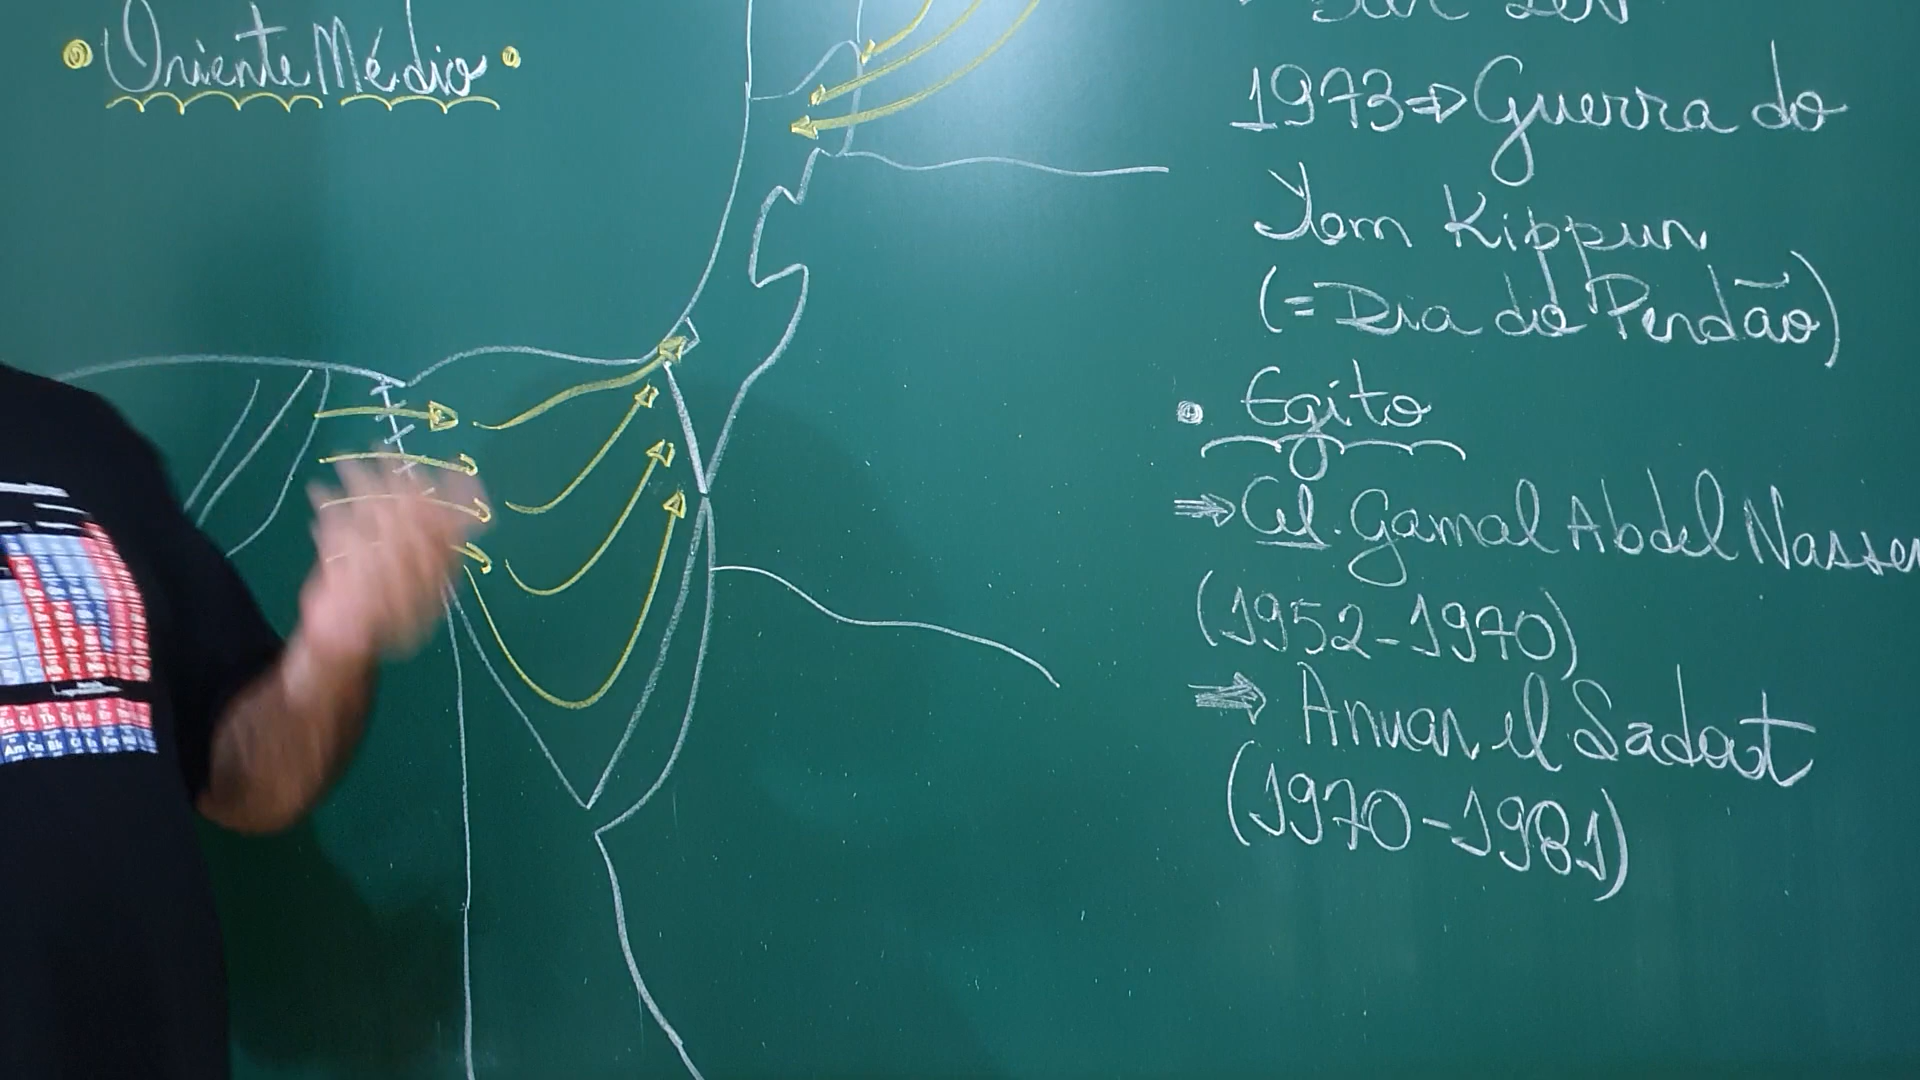 Oriente Médio
1973 ⇒ Guerra do
Yom Kippur
(= Dia do Perdão)
• Egito
⇒ Cel. Gamal Abdel Nasser
(1952-1970)
⇒ Anuar el Sadat
(1970-1981)